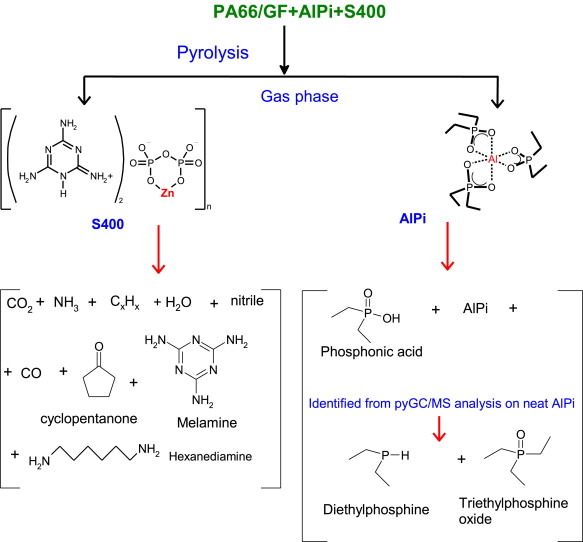 PA66/GF+AlPi+S400
Pyrolysis
Gas phase
NH2
N
N
H2N
N
H
NH2+
2
O-
O-
O
P
O
P
O
O
O
Zn
n
S400
P
O
O
Al
O
O
P
P
O
O
AlPi
CO2 + NH3 + CxHx + H2O + nitrile
+ CO + O + H2N N NH2
N
N
NH2
cyclopentanone
Melamine
+ H2N NH2 Hexanediamine
O
P
OH
+ AlPi +
Phosphonic acid
Identified from pyGC/MS analysis on neat AlPi
P-H
+
O
P
Diethylphosphine
Triethylphosphine
oxide